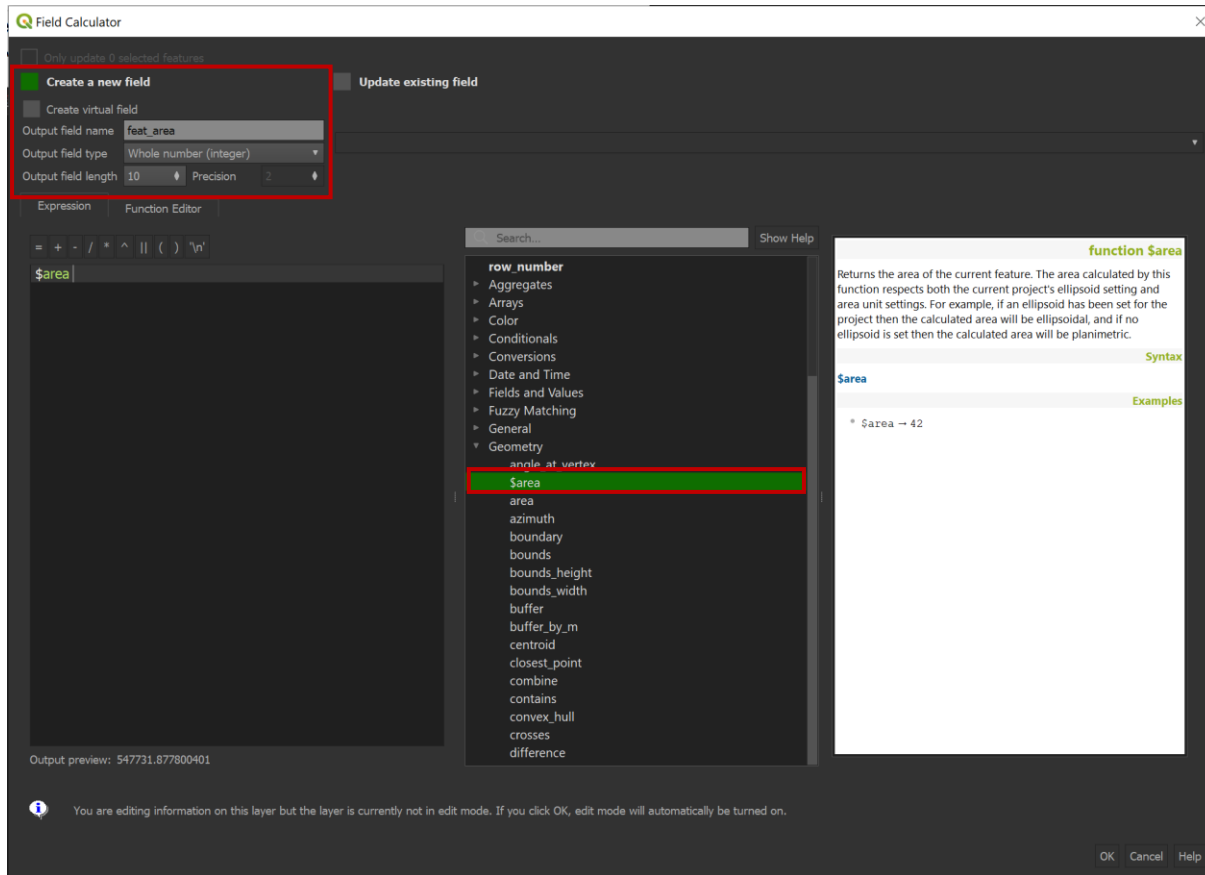 Field Calculator
Only update 0 selected features
Create a new field
Update existing field
Create virtual field
Output field name feat_area
Output field type Whole number (integer)
Output field length 10 Precision 2
Expression Function Editor
= + - / * ^ || ( ) '\n'
$area
Output preview: 547731.877800401
Search... Show Help
row_number
Aggregates
Arrays
Color
Conditionals
Conversions
Date and Time
Fields and Values
Fuzzy Matching
General
Geometry
angle_at_vertex
$area
area
azimuth
boundary
bounds
bounds_height
bounds_width
buffer
buffer_by_m
centroid
closest_point
combine
contains
convex_hull
crosses
difference
function $area
Returns the area of the current feature. The area calculated by this
function respects both the current project's ellipsoid setting and
area unit settings. For example, if an ellipsoid has been set for the
project then the calculated area will be ellipsoidal, and if no
ellipsoid is set then the calculated area will be planimetric.
Syntax
$area
Examples
* $area → 42
You are editing information on this layer but the layer is currently not in edit mode. If you click OK, edit mode will automatically be turned on.
OK Cancel Help